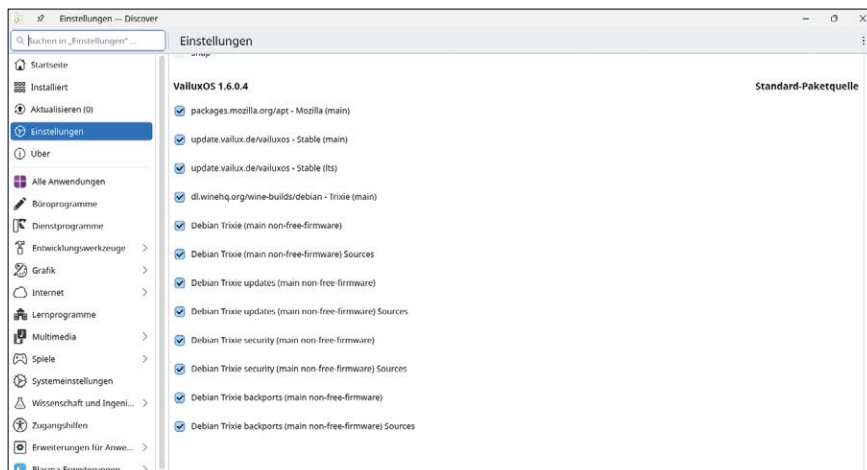 Einstellungen — Discover
Suchen in „Einstellungen" ...
Einstellungen
Startseite
Installiert
Aktualisieren (0)
Einstellungen
Über
Alle Anwendungen
Büroprogramme
Dienstprogramme
Entwicklungswerkzeuge
Grafik
Internet
Lernprogramme
Multimedia
Spiele
Systemeinstellungen
Wissenschaft und Ingeni...
Zugangshilfen
Erweiterungen für Anwe...
Plasma-Erweiterungen
Snap
VailuxOS 1.6.0.4 Standard-Paketquelle
packages.mozilla.org/apt - Mozilla (main)
update.vailux.de/vailuxos - Stable (main)
update.vailux.de/vailuxos - Stable (lts)
dl.winehq.org/wine-builds/debian - Trixie (main)
Debian Trixie (main non-free-firmware)
Debian Trixie (main non-free-firmware) Sources
Debian Trixie updates (main non-free-firmware)
Debian Trixie updates (main non-free-firmware) Sources
Debian Trixie security (main non-free-firmware)
Debian Trixie security (main non-free-firmware) Sources
Debian Trixie backports (main non-free-firmware)
Debian Trixie backports (main non-free-firmware) Sources